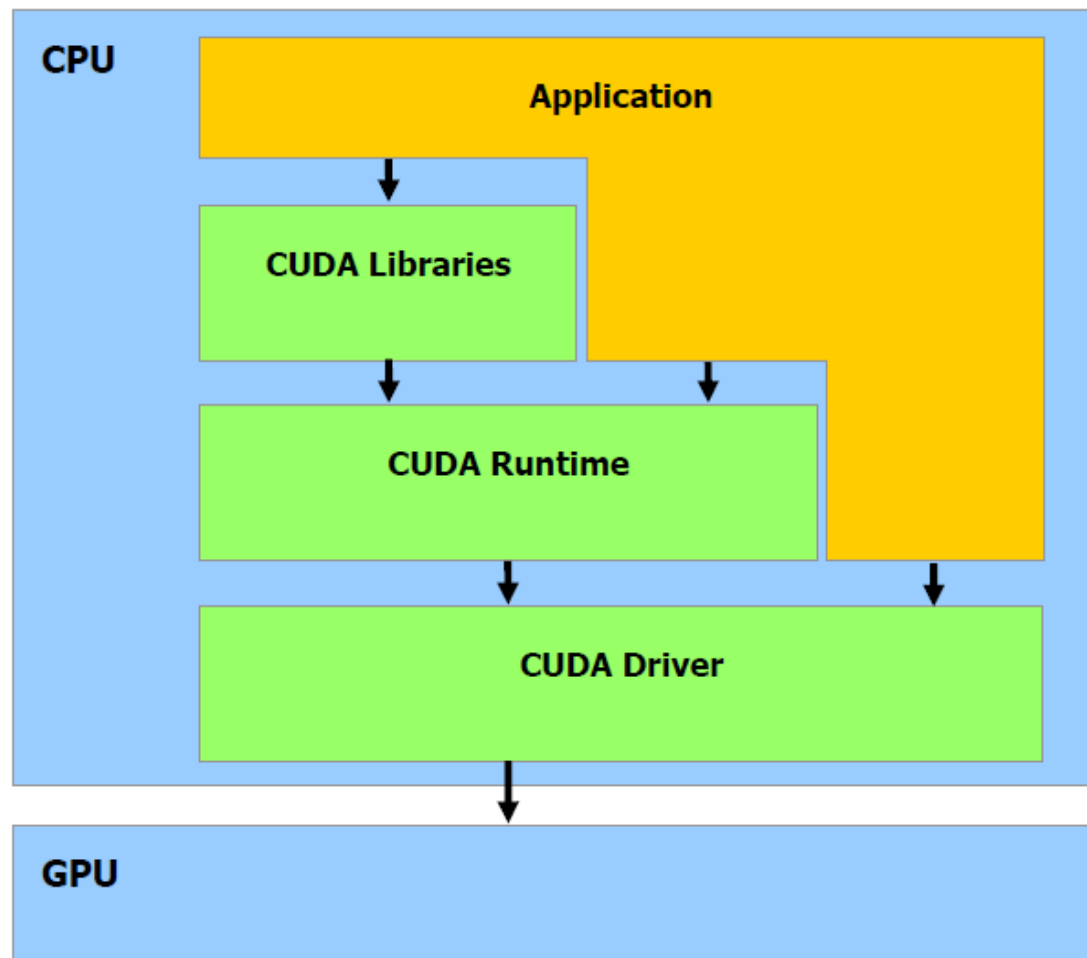 CPU
Application
CUDA Libraries
CUDA Runtime
CUDA Driver
GPU